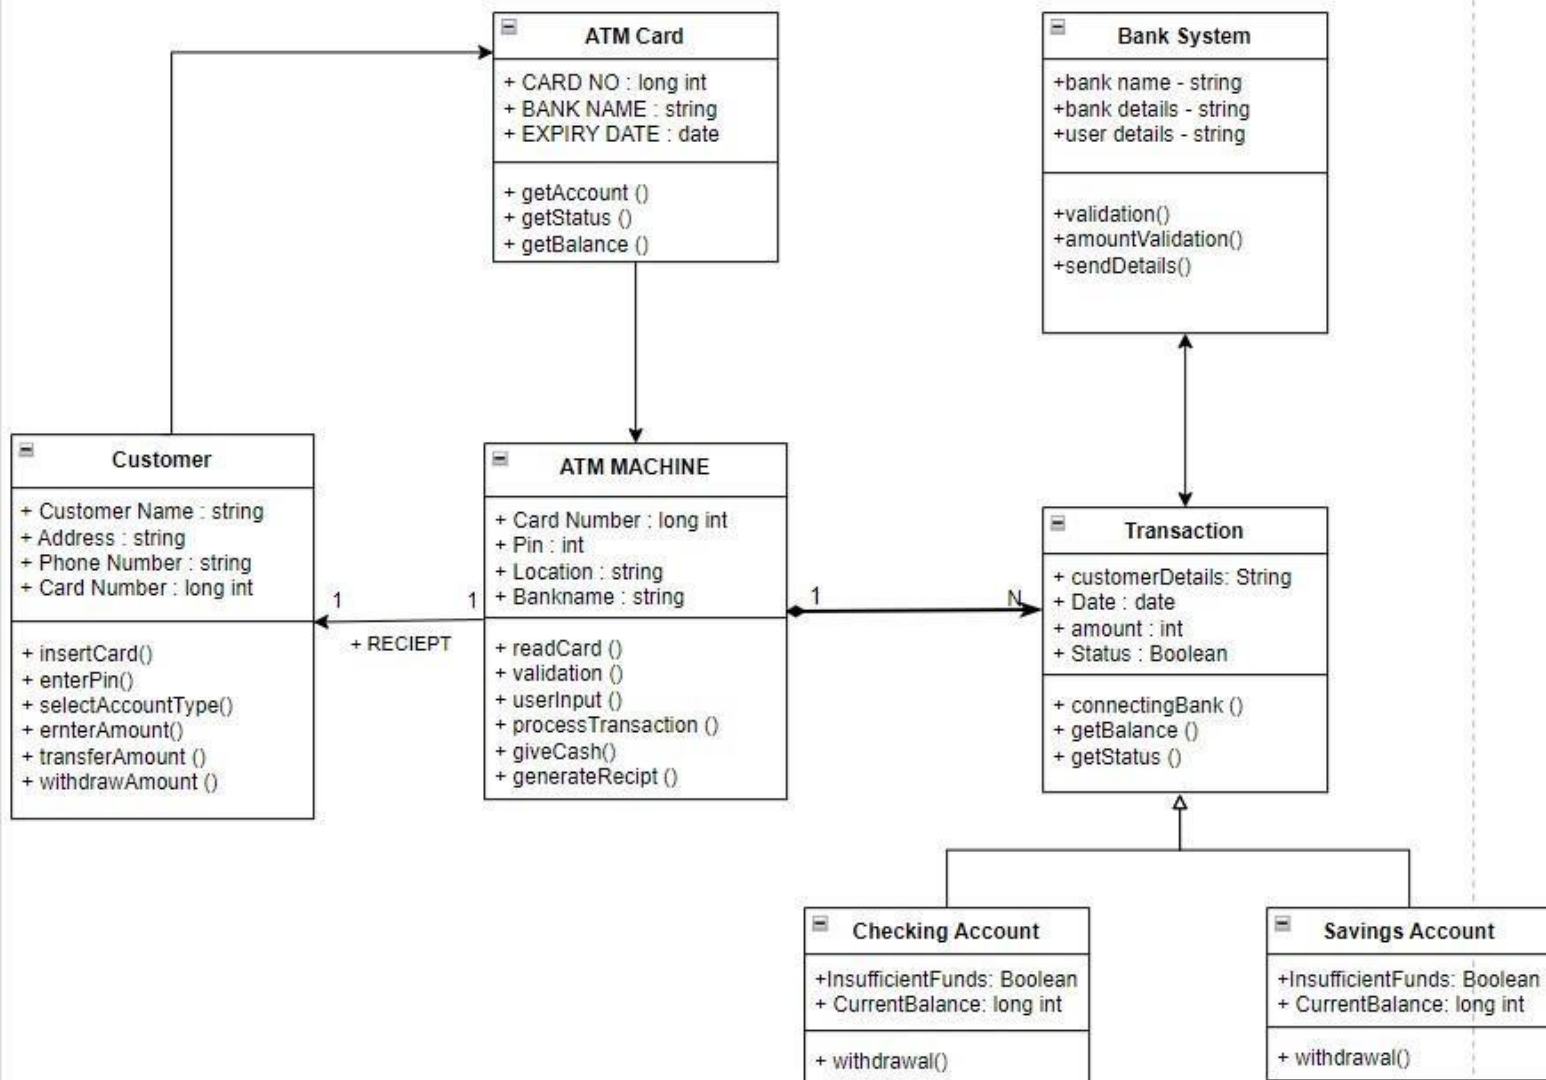 ATM Card
+ CARD NO : long int
+ BANK NAME : string
+ EXPIRY DATE : date
+ getAccount ()
+ getStatus ()
+ getBalance ()
Bank System
+bank name - string
+bank details - string
+user details - string
+validation()
+amountValidation()
+sendDetails()
Customer
+ Customer Name : string
+ Address : string
+ Phone Number : string
+ Card Number : long int
+ insertCard()
+ enterPin()
+ selectAccountType()
+ ernterAmount()
+ transferAmount ()
+ withdrawAmount ()
1
1
+ RECIEPT
ATM MACHINE
+ Card Number : long int
+ Pin : int
+ Location : string
+ Bankname : string
+ readCard ()
+ validation ()
+ userInput ()
+ processTransaction ()
+ giveCash()
+ generateRecipt ()
1
N
Transaction
+ customerDetails: String
+ Date : date
+ amount : int
+ Status : Boolean
+ connectingBank ()
+ getBalance ()
+ getStatus ()
Checking Account
+InsufficientFunds: Boolean
+ CurrentBalance: long int
+ withdrawal()
Savings Account
+InsufficientFunds: Boolean
+ CurrentBalance: long int
+ withdrawal()